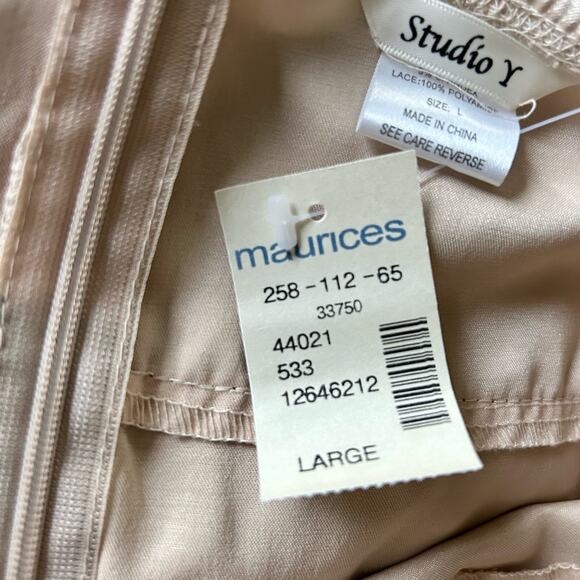 Studio Y
LACE:100% POLYAMIDE
SIZE: L
MADE IN CHINA
SEE CARE REVERSE
maurices
258-112-65
33750
44021
533
12646212
LARGE